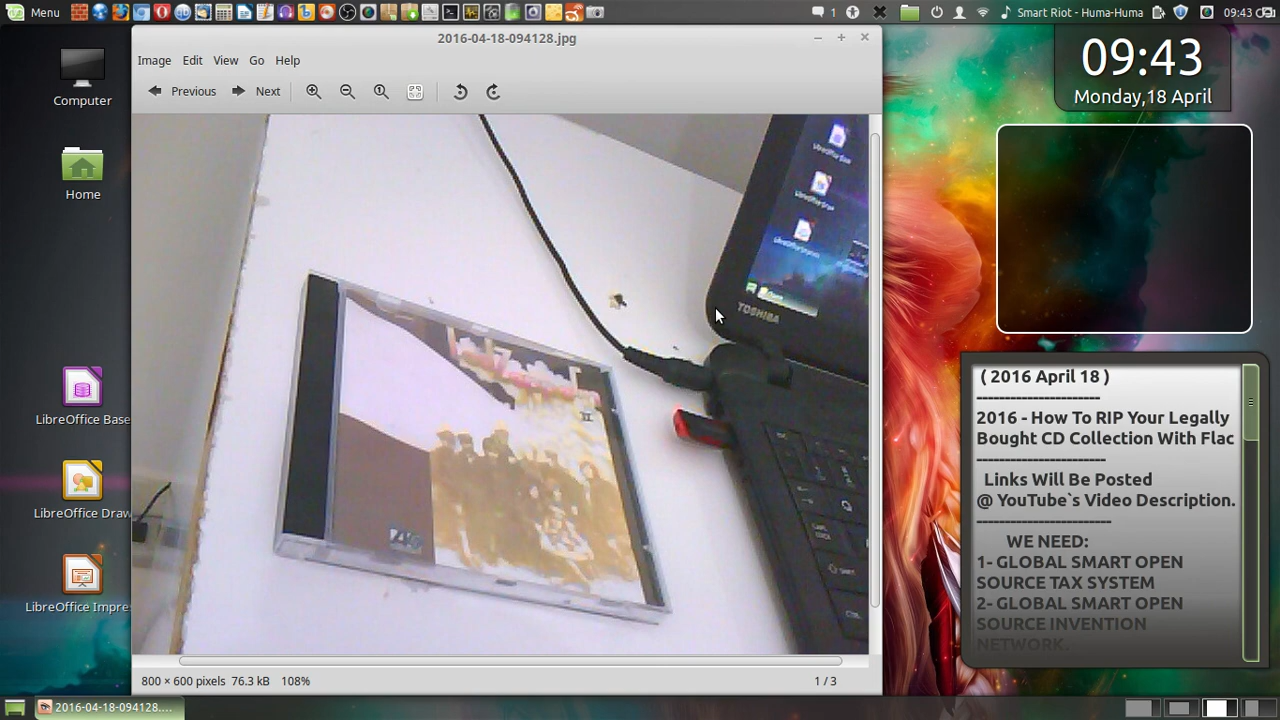 Menu
1
Smart Riot - Huma-Huma
09:43
2016-04-18-094128.jpg
Image Edit View Go Help
Previous Next
Computer
Home
LibreOffice Base
LibreOffice Draw
LibreOffice Impre
TOSHIBA
09:43
Monday,18 April
( 2016 April 18 )
-----------------------
2016 - How To RIP Your Legally
Bought CD Collection With Flac
------------------------
Links Will Be Posted
@ YouTube`s Video Description.
-------------------------
WE NEED:
1- GLOBAL SMART OPEN
SOURCE TAX SYSTEM
2- GLOBAL SMART OPEN
SOURCE INVENTION
NETWORK.
800 × 600 pixels 76.3 kB 108%
1 / 3
2016-04-18-094128....